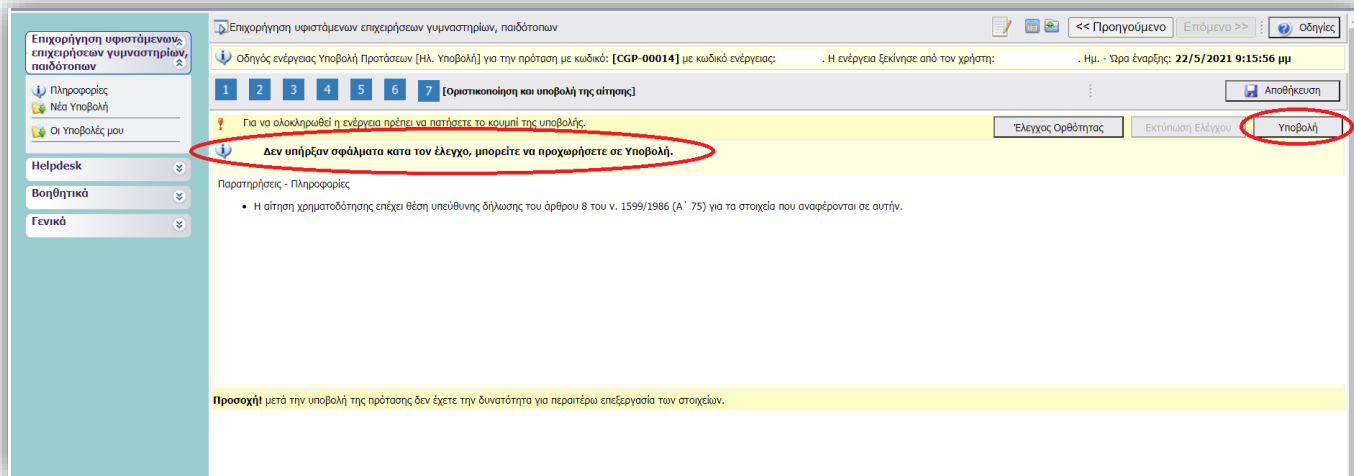 Επιχορήγηση υφιστάμενων επιχειρήσεων γυμναστηρίων, παιδότοπων
Πληροφορίες
Νέα Υποβολή
Οι Υποβολές μου
Helpdesk
Βοηθητικά
Γενικά
Επιχορήγηση υφιστάμενων επιχειρήσεων γυμναστηρίων, παιδότοπων
<< Προηγούμενο
Επόμενο >>
Οδηγίες
Οδηγός ενέργειας Υποβολή Προτάσεων [Ηλ. Υποβολή] για την πρόταση με κωδικό: [CGP-00014] με κωδικό ενέργειας: . Η ενέργεια ξεκίνησε από τον χρήστη: . Ημ. - Ώρα έναρξης: 22/5/2021 9:15:56 μμ
1 2 3 4 5 6 7 [Οριστικοποίηση και υποβολή της αίτησης]
Αποθήκευση
Για να ολοκληρωθεί η ενέργεια πρέπει να πατήσετε το κουμπί της υποβολής.
Έλεγχος Ορθότητας
Εκτύπωση Ελέγχου
Υποβολή
Δεν υπήρξαν σφάλματα κατα τον έλεγχο, μπορείτε να προχωρήσετε σε Υποβολή.
Παρατηρήσεις - Πληροφορίες
• Η αίτηση χρηματοδότησης επέχει θέση υπεύθυνης δήλωσης του άρθρου 8 του ν. 1599/1986 (Α΄ 75) για τα στοιχεία που αναφέρονται σε αυτήν.
Προσοχή! μετά την υποβολή της πρότασης δεν έχετε την δυνατότητα για περαιτέρω επεξεργασία των στοιχείων.